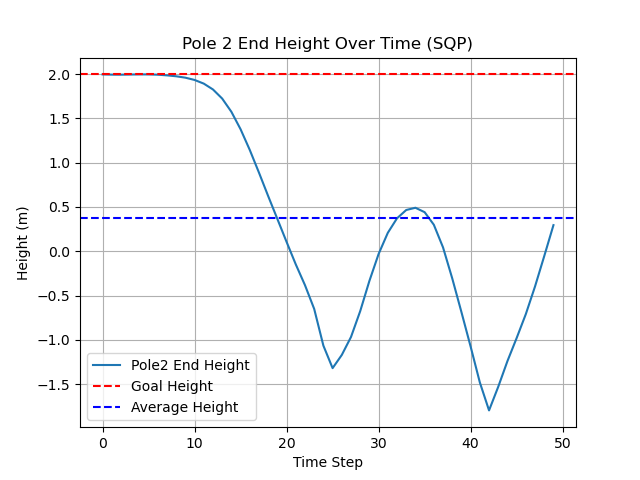 Pole 2 End Height Over Time (SQP)
2.0
1.5
1.0
0.5
0.0
−0.5
−1.0
−1.5
Height (m)
Pole2 End Height
Goal Height
Average Height
0 10 20 30 40 50
Time Step